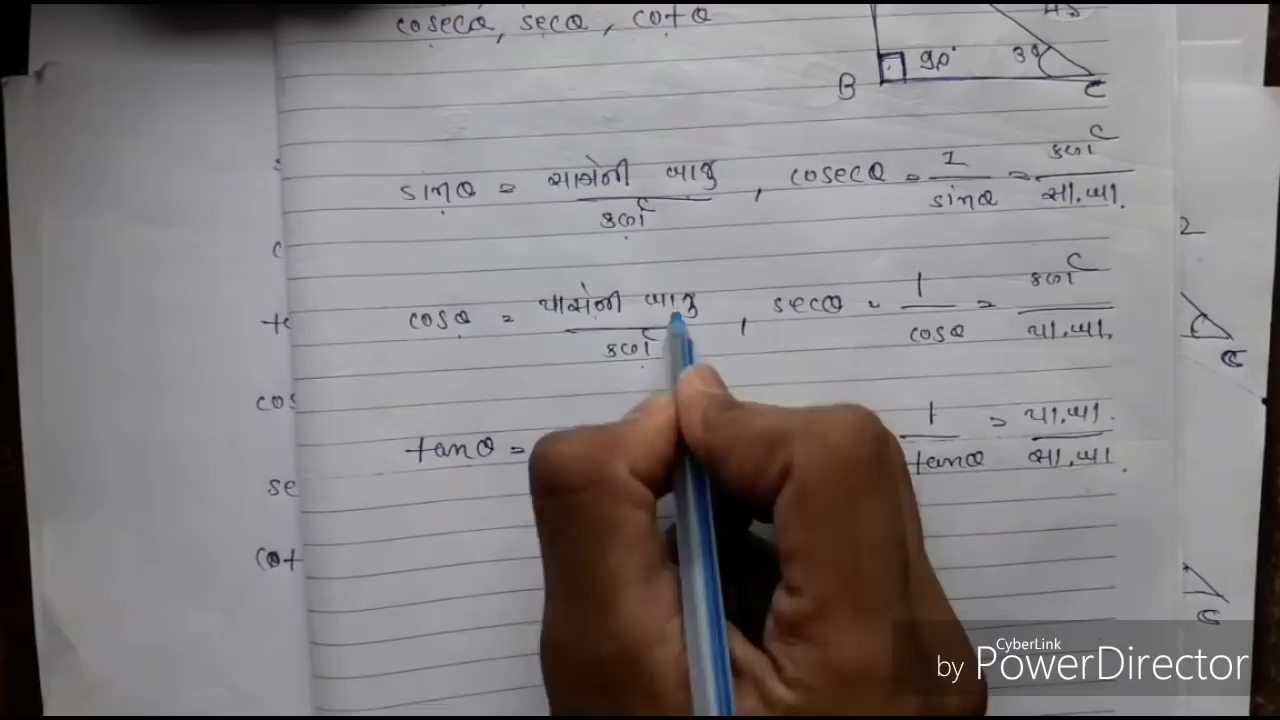 cosecθ, secθ, cotθ
B 90° 30 C
sinθ = સામેની બાજુ / કર્ણ , cosecθ = 1 / sinθ = કર્ણ / સા.બા.
cosθ = પાસેની બાજુ / કર્ણ , secθ = 1 / cosθ = કર્ણ / પા.બા.
tanθ = 1 / tanθ = પા.બા. / સા.બા.
cos
se
cot
C
C
CyberLink
by PowerDirector